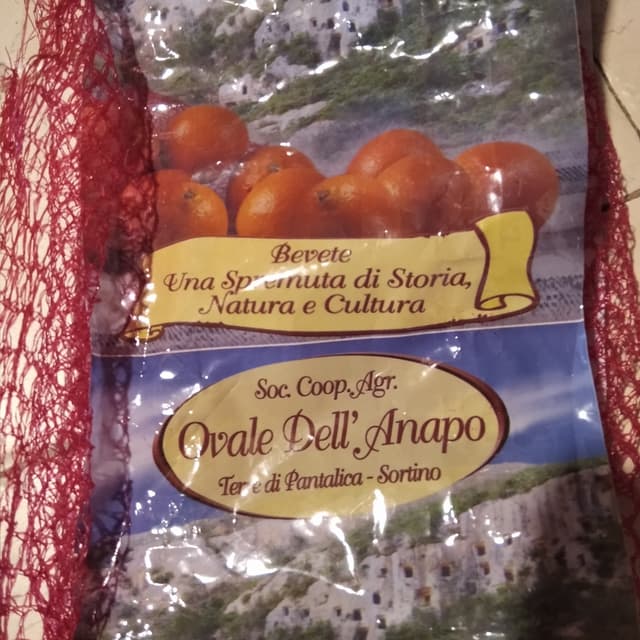 Bevete
Una Spremuta di Storia,
Natura e Cultura
Soc. Coop. Agr.
Ovale Dell'Anapo
Terre di Pantalica - Sortino